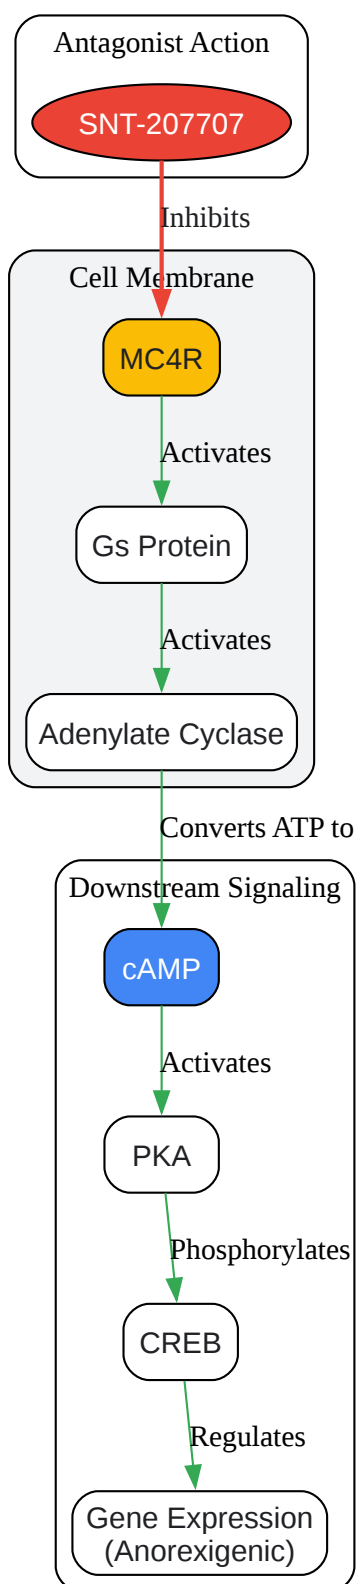 Antagonist Action
SNT-207707
Inhibits
Cell Membrane
MC4R
Activates
Gs Protein
Activates
Adenylate Cyclase
Converts ATP to
Downstream Signaling
cAMP
Activates
PKA
Phosphorylates
CREB
Regulates
Gene Expression
(Anorexigenic)